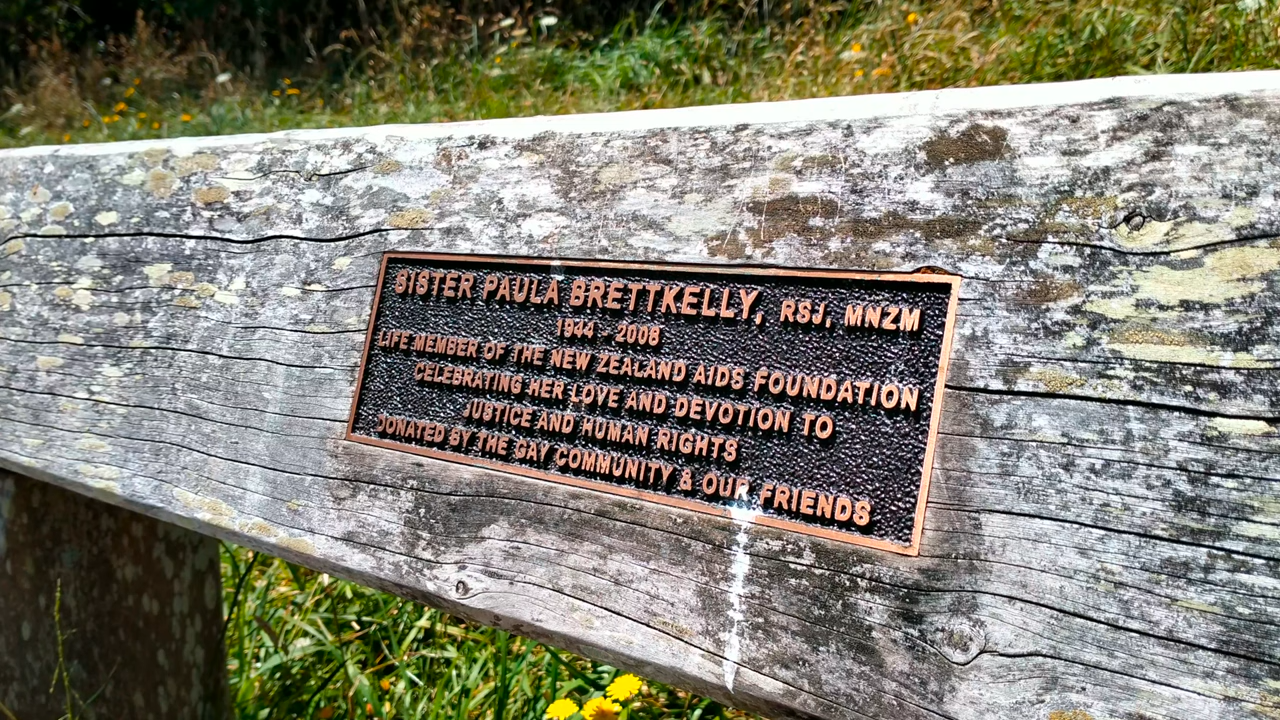 SISTER PAULA BRETTKELLY, RSJ, MNZM
1944 - 2008
LIFE MEMBER OF THE NEW ZEALAND AIDS FOUNDATION
CELEBRATING HER LOVE AND DEVOTION TO
JUSTICE AND HUMAN RIGHTS
DONATED BY THE GAY COMMUNITY & OUR FRIENDS